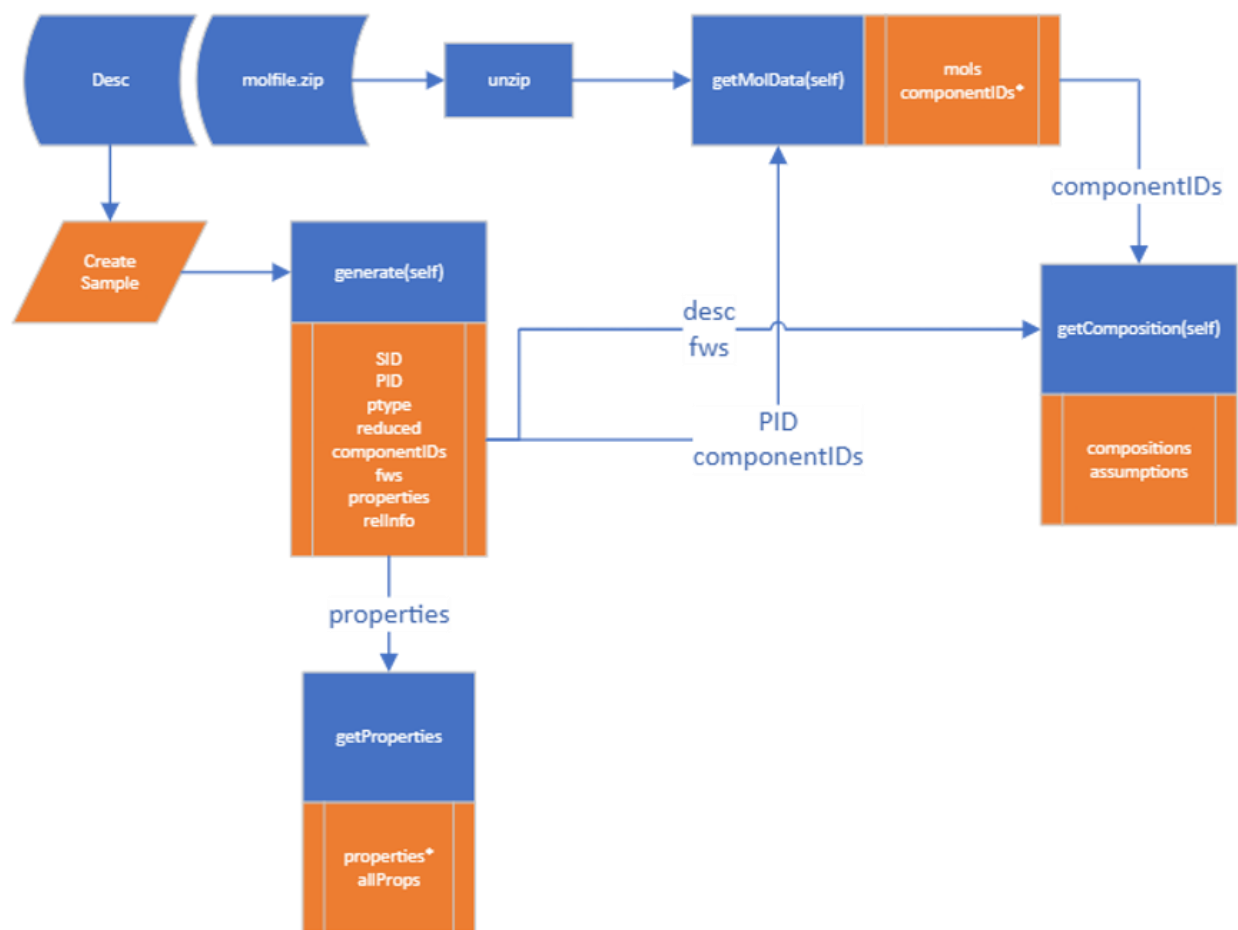 Desc
molfile.zip
unzip
getMolData(self)
mols
componentIDs*
componentIDs
Create
Sample
generate(self)
SID
PID
ptype
reduced
componentIDs
fws
properties
relInfo
desc
fws
PID
componentIDs
getComposition(self)
compositions
assumptions
properties
getProperties
properties*
allProps